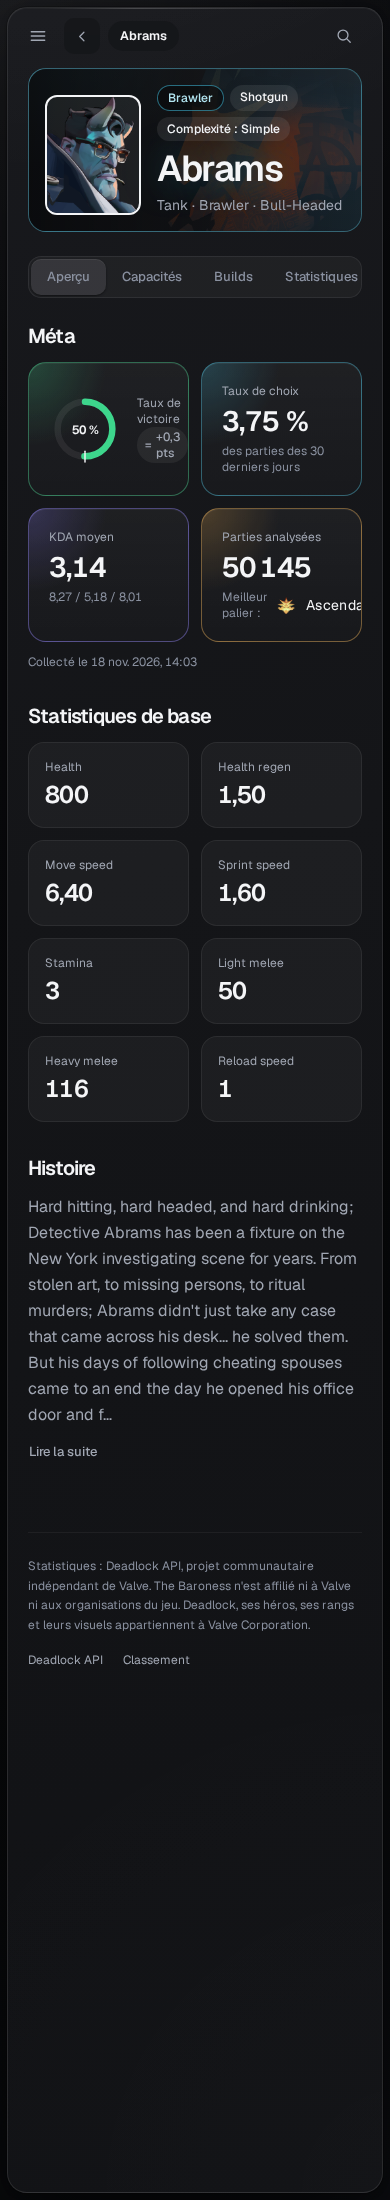 Abrams
Brawler
Shotgun
Complexité : Simple
Abrams
Tank · Brawler · Bull-Headed
Aperçu
Capacités
Builds
Statistiques
Méta
50 %
Taux de
victoire
= +0,3
pts
Taux de choix
3,75 %
des parties des 30
derniers jours
KDA moyen
3,14
8,27 / 5,18 / 8,01
Parties analysées
50 145
Meilleur
palier :
Ascenda
Collecté le 18 nov. 2026, 14:03
Statistiques de base
Health
800
Health regen
1,50
Move speed
6,40
Sprint speed
1,60
Stamina
3
Light melee
50
Heavy melee
116
Reload speed
1
Histoire
Hard hitting, hard headed, and hard drinking;
Detective Abrams has been a fixture on the
New York investigating scene for years. From
stolen art, to missing persons, to ritual
murders; Abrams didn't just take any case
that came across his desk... he solved them.
But his days of following cheating spouses
came to an end the day he opened his office
door and f...
Lire la suite
Statistiques : Deadlock API, projet communautaire
indépendant de Valve. The Baroness n'est affilié ni à Valve
ni aux organisations du jeu. Deadlock, ses héros, ses rangs
et leurs visuels appartiennent à Valve Corporation.
Deadlock API
Classement